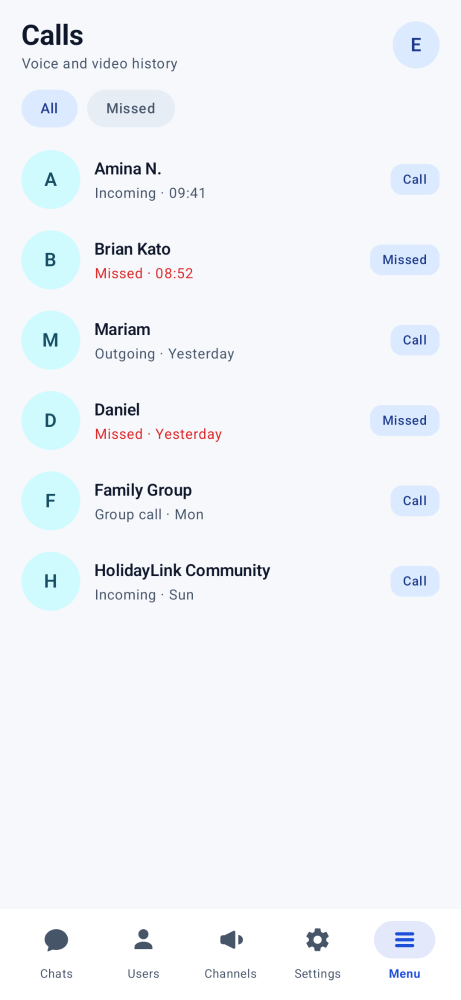 Calls
Voice and video history
E
All
Missed
A
Amina N.
Incoming · 09:41
Call
B
Brian Kato
Missed · 08:52
Missed
M
Mariam
Outgoing · Yesterday
Call
D
Daniel
Missed · Yesterday
Missed
F
Family Group
Group call · Mon
Call
H
HolidayLink Community
Incoming · Sun
Call
Chats
Users
Channels
Settings
Menu